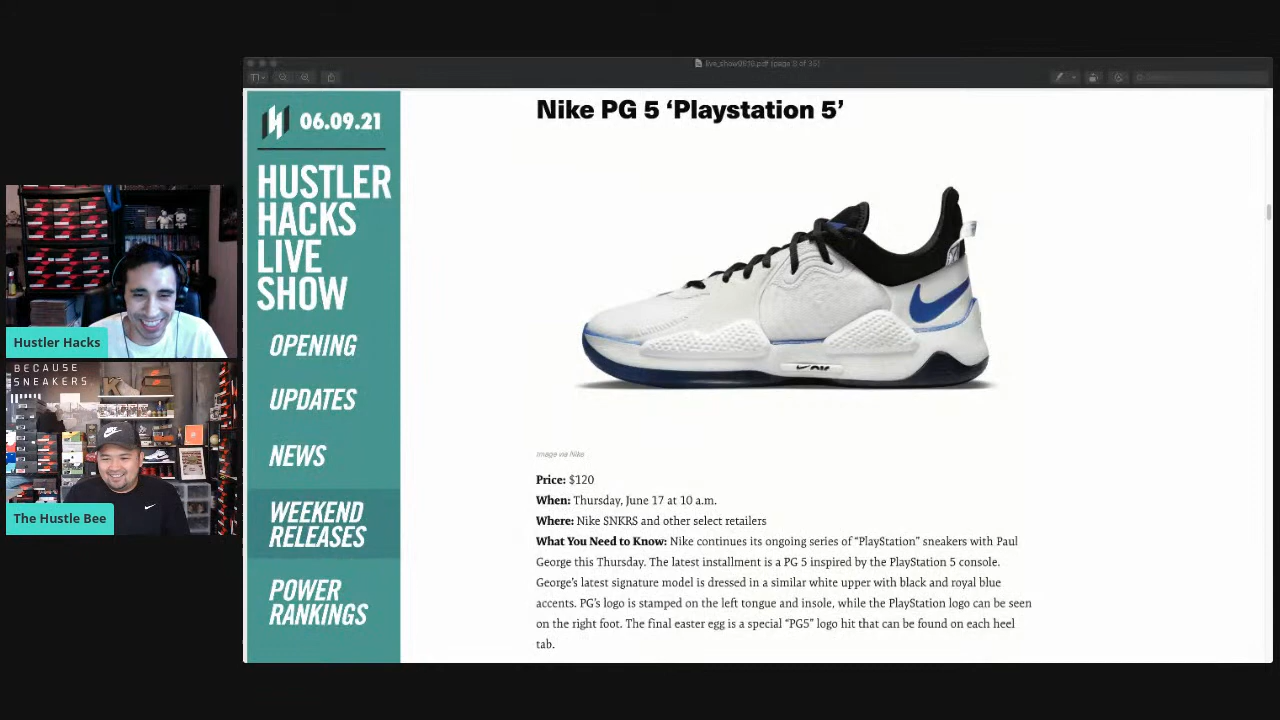 live_show0616.pdf (page 8 of 35)
06.09.21
HUSTLER
HACKS
LIVE
SHOW
OPENING
UPDATES
NEWS
WEEKEND
RELEASES
POWER
RANKINGS
Nike PG 5 ‘Playstation 5’
Image via Nike
Price: $120
When: Thursday, June 17 at 10 a.m.
Where: Nike SNKRS and other select retailers
What You Need to Know: Nike continues its ongoing series of “PlayStation” sneakers with Paul
George this Thursday. The latest installment is a PG 5 inspired by the PlayStation 5 console.
George’s latest signature model is dressed in a similar white upper with black and royal blue
accents. PG’s logo is stamped on the left tongue and insole, while the PlayStation logo can be seen
on the right foot. The final easter egg is a special “PG5” logo hit that can be found on each heel
tab.
Hustler Hacks
BECAUSE
SNEAKERS
The Hustle Bee